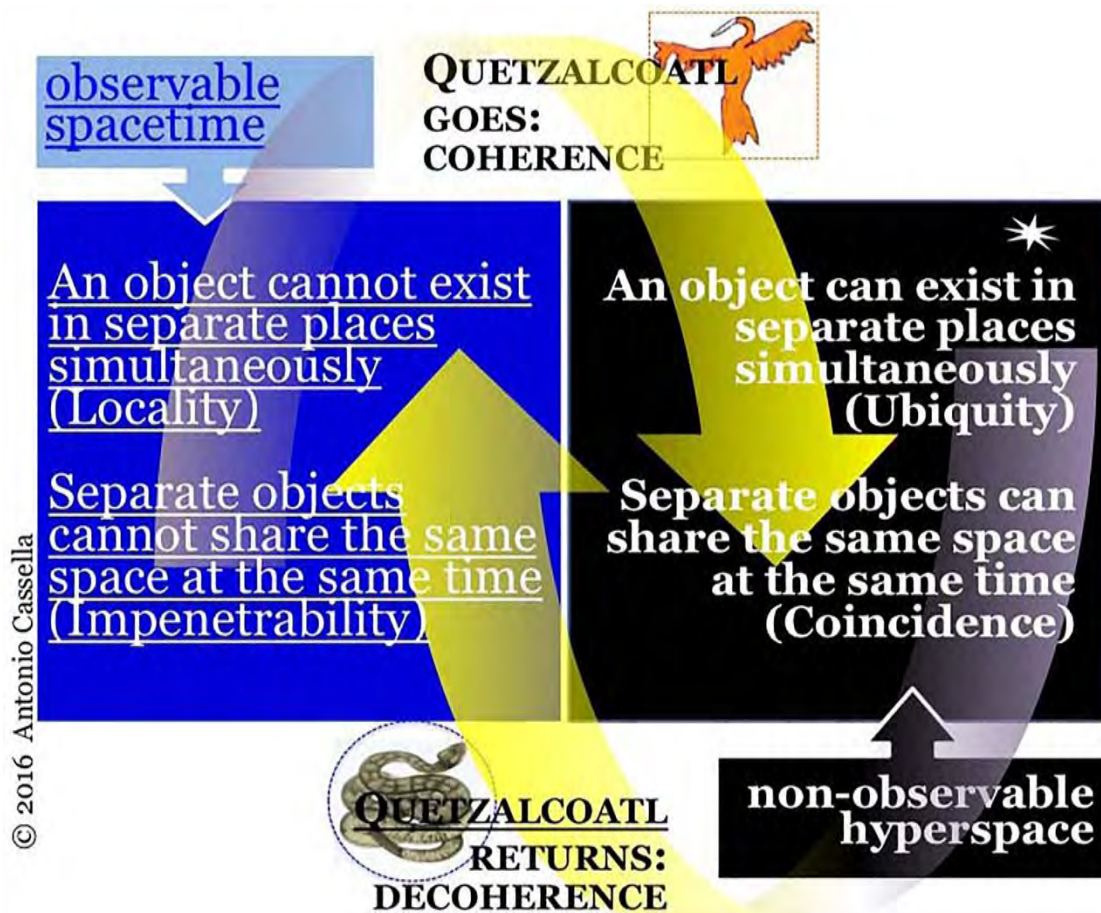 observable
spacetime
QUETZALCOATL
GOES:
COHERENCE
An object cannot exist
in separate places
simultaneously
(Locality)
Separate objects
cannot share the same
space at the same time
(Impenetrability)
An object can exist in
separate places
simultaneously
(Ubiquity)
Separate objects can
share the same space
at the same time
(Coincidence)
© 2016 Antonio Cassella
QUETZALCOATL
RETURNS:
DECOHERENCE
non-observable
hyperspace